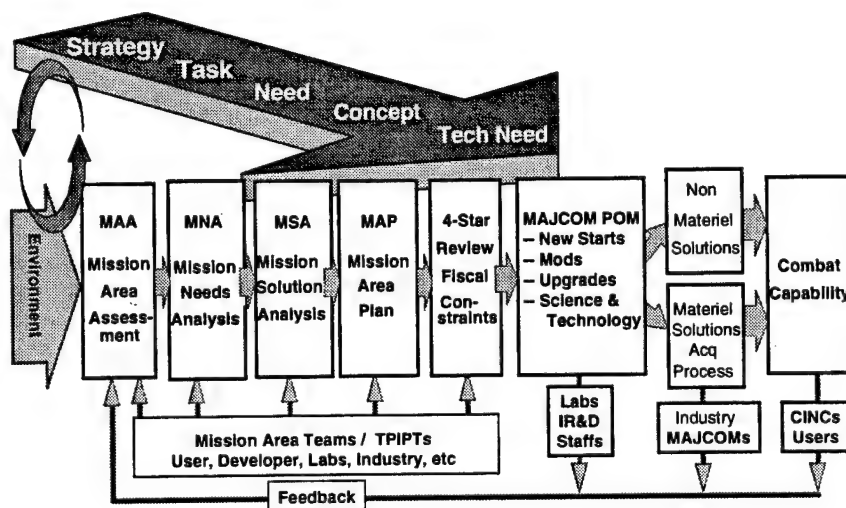 Strategy
Task
Need
Concept
Tech Need
Environment
MAA
Mission
Area
Assess-
ment
MNA
Mission
Needs
Analysis
MSA
Mission
Solution
Analysis
MAP
Mission
Area
Plan
4-Star
Review
Fiscal
Con-
straints
MAJCOM POM
– New Starts
– Mods
– Upgrades
– Science &
Technology
Non
Materiel
Solutions
Materiel
Solutions
Acq
Process
Combat
Capability
Mission Area Teams / TPIPTs
User, Developer, Labs, Industry, etc
Labs
IR&D
Staffs
Industry
MAJCOMs
CINCs
Users
Feedback